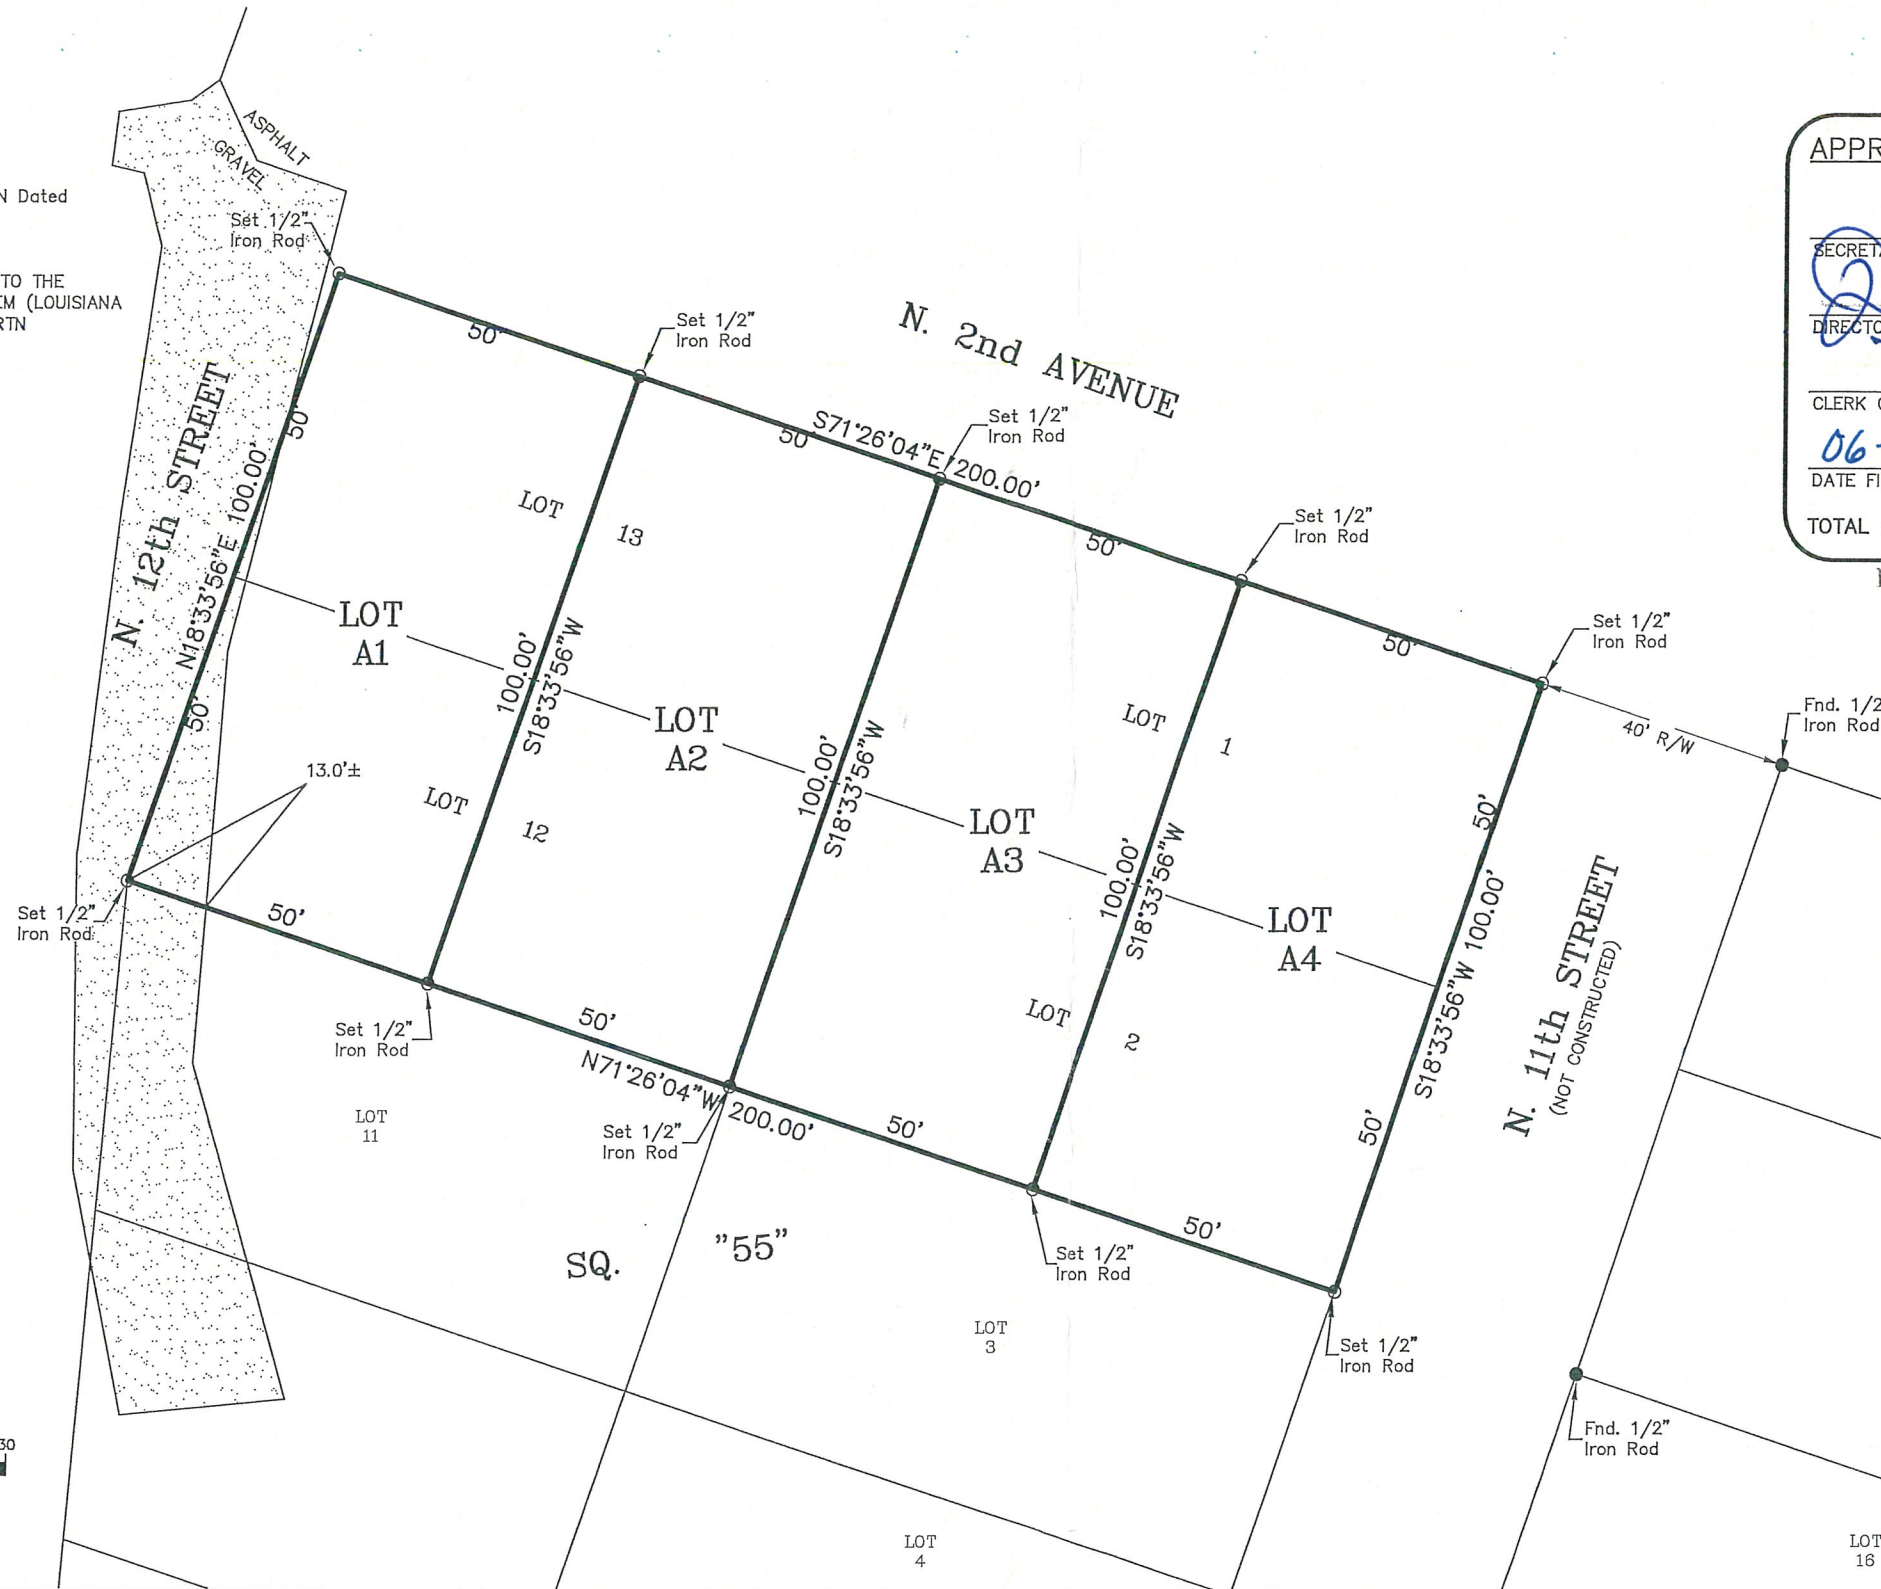 N Dated
TO THE
EM (LOUISIANA
RTN
ASPHALT
GRAVEL
Set 1/2"
Iron Rod
50'
Set 1/2"
Iron Rod
N. 2nd AVENUE
50'
S71°26'04"E 200.00'
Set 1/2"
Iron Rod
50'
Set 1/2"
Iron Rod
50'
Set 1/2"
Iron Rod
40' R/W
Fnd. 1/2
Iron Rod
APPR
SECRETA
DIRECTO
CLERK
06-
DATE FI
TOTAL
N. 12th STREET
N18°33'56"E 100.00'
50'
50'
LOT
13
LOT
A1
100.00'
S18°33'56"W
LOT
A2
100.00'
S18°33'56"W
LOT
1
LOT
A3
100.00'
S18°33'56"W
LOT
A4
50'
S18°33'56"W 100.00'
50'
N. 11th STREET
(NOT CONSTRUCTED)
13.0'±
LOT
12
LOT
2
Set 1/2"
Iron Rod
50'
Set 1/2"
Iron Rod
50'
N71°26'04"W 200.00'
Set 1/2"
Iron Rod
50'
Set 1/2"
Iron Rod
50'
Set 1/2"
Iron Rod
LOT
11
SQ. "55"
LOT
3
Fnd. 1/2"
Iron Rod
30
LOT
4
LOT
16